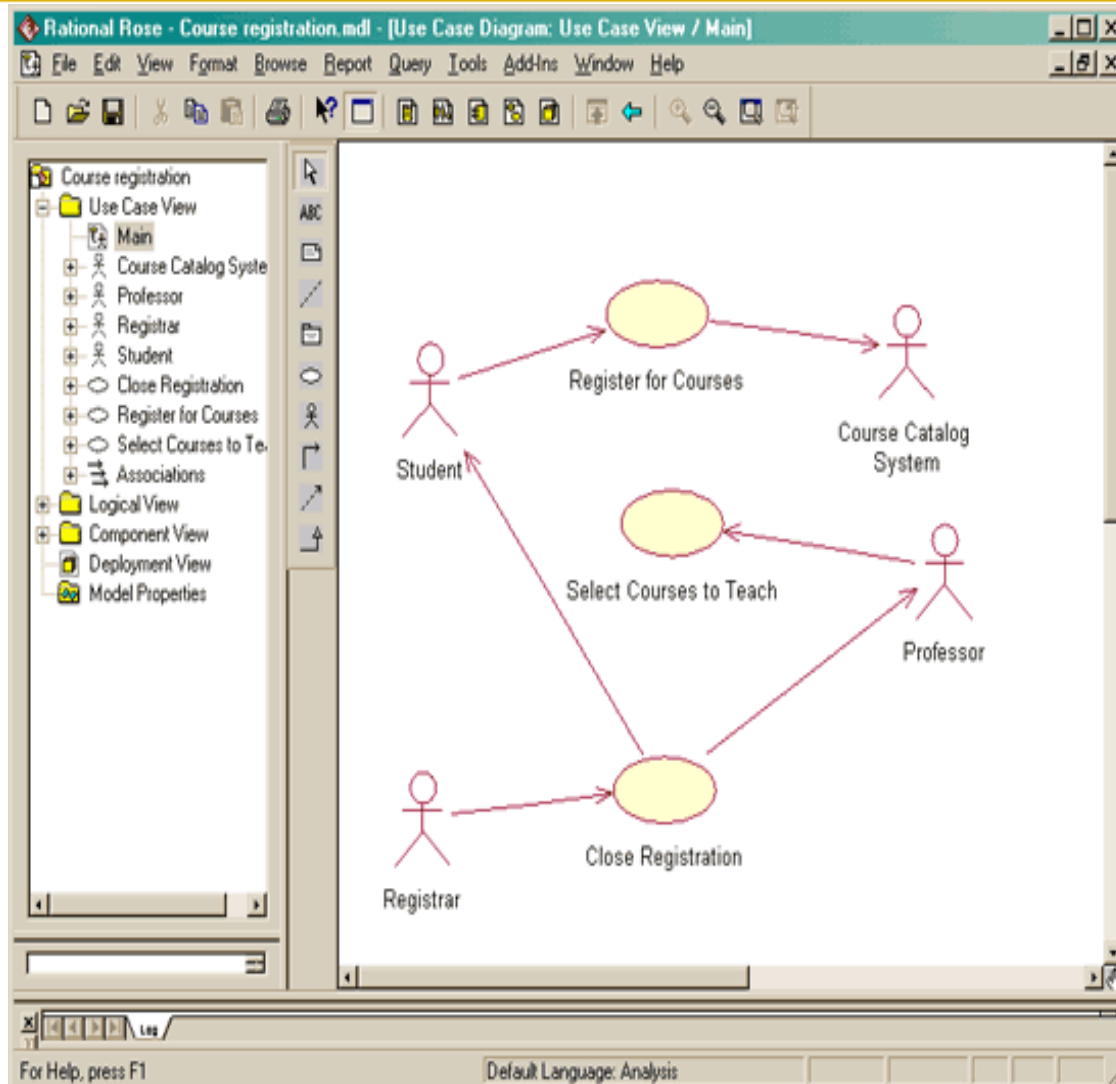 Rational Rose - Course registration.mdl - [Use Case Diagram: Use Case View / Main]
File Edit View Format Browse Report Query Tools Add-Ins Window Help
Course registration
Use Case View
Main
Course Catalog Syste
Professor
Registrar
Student
Close Registration
Register for Courses
Select Courses to Te
Associations
Logical View
Component View
Deployment View
Model Properties
ABC
Register for Courses
Student
Course Catalog
System
Select Courses to Teach
Professor
Close Registration
Registrar
Log
For Help, press F1
Default Language: Analysis